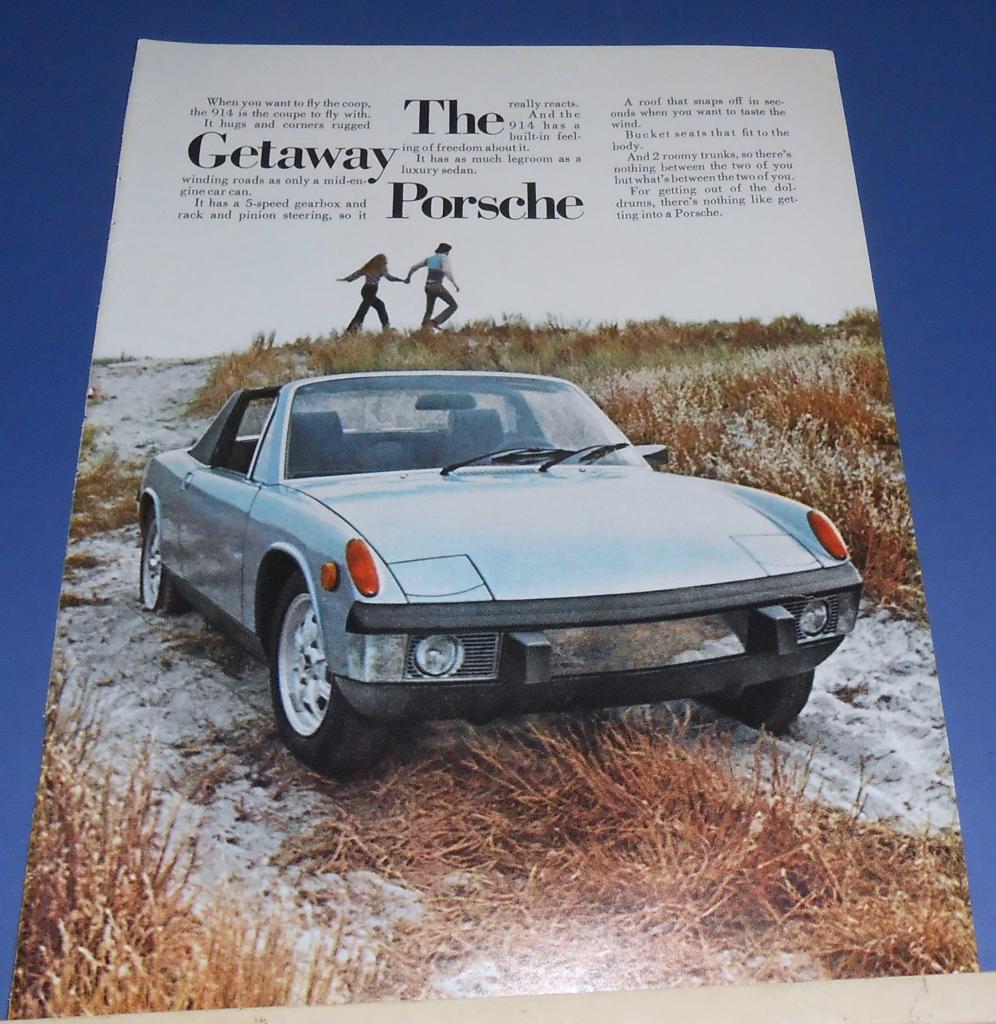 The
Getaway
Porsche
When you want to fly the coop,
the 914 is the coupe to fly with.
It hugs and corners rugged
winding roads as only a mid-en-
gine car can.
It has a 5-speed gearbox and
rack and pinion steering, so it
really reacts.
And the
914 has a
built-in feel-
ing of freedom about it.
It has as much legroom as a
luxury sedan.
A roof that snaps off in sec-
onds when you want to taste the
wind.
Bucket seats that fit to the
body.
And 2 roomy trunks, so there's
nothing between the two of you
but what's between the two of you.
For getting out of the dol-
drums, there's nothing like get-
ting into a Porsche.